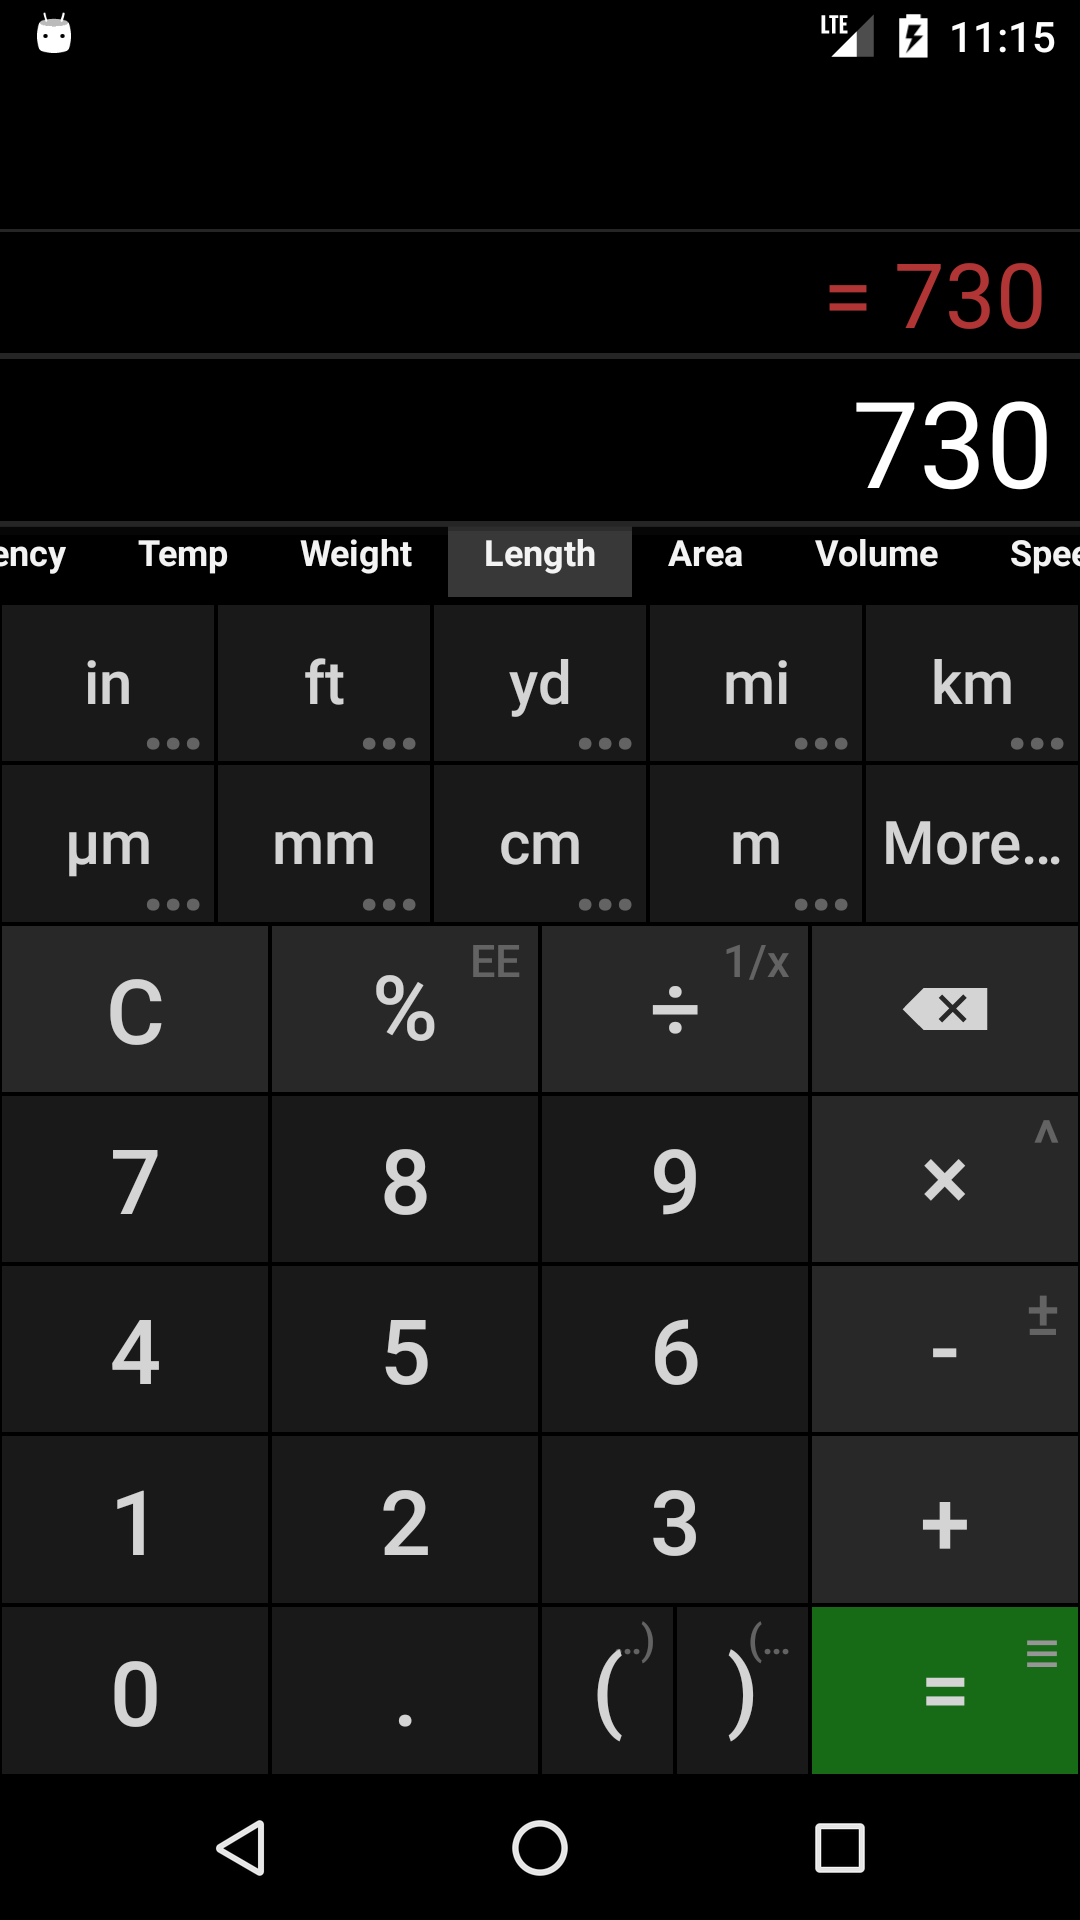 LTE 11:15
= 730
730
ency Temp Weight Length Area Volume Spee
in ft yd mi km
µm mm cm m More...
C % EE ÷ 1/x
7 8 9 × ^
4 5 6 - ±
1 2 3 +
0 . ( ..) ) (... =